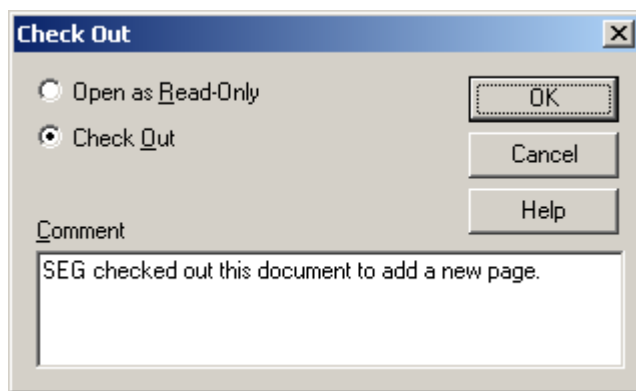 Check Out
Open as Read-Only
OK
Check Out
Cancel
Help
Comment
SEG checked out this document to add a new page.